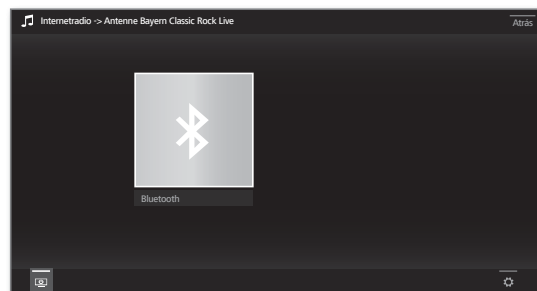 Internetradio -> Antenne Bayern Classic Rock Live
Atrás
Bluetooth